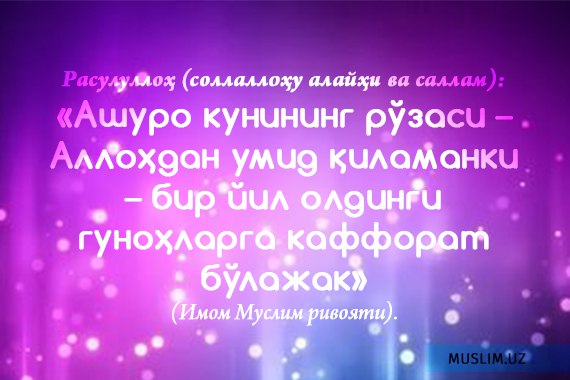 Расулуллоҳ (соллаллоҳу алайҳи ва саллам):
«Ашуро кунининг рўзаси –
Аллоҳдан умид қиламанки
– бир йил олдинги
гуноҳларга каффорат
бўлажак»
(Имом Муслим ривояти).
MUSLIM.UZ